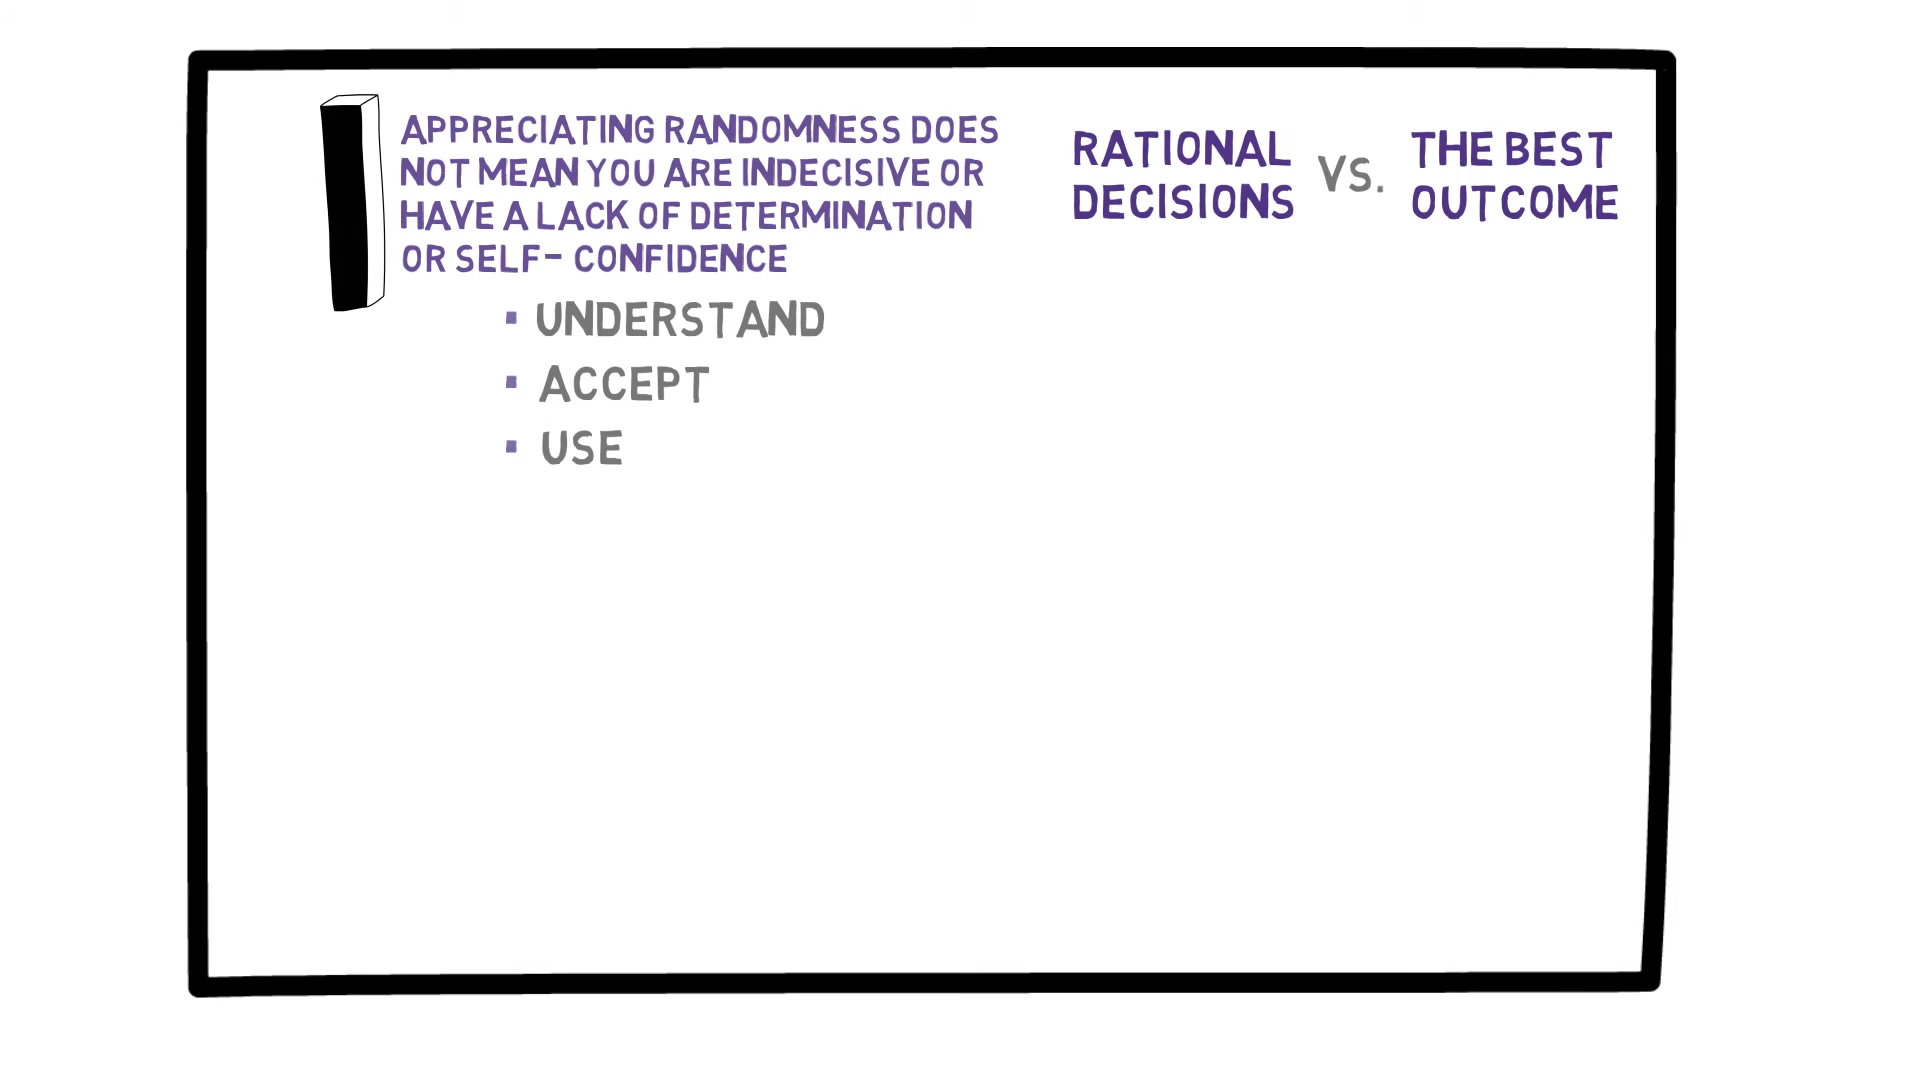 I
APPRECIATING RANDOMNESS DOES
NOT MEAN YOU ARE INDECISIVE OR
HAVE A LACK OF DETERMINATION
OR SELF- CONFIDENCE
▪ UNDERSTAND
▪ ACCEPT
▪ USE
RATIONAL
DECISIONS
VS.
THE BEST
OUTCOME